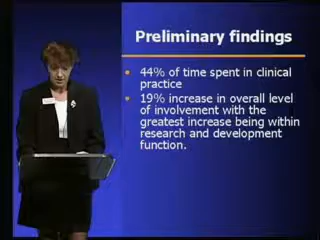 Preliminary findings
• 44% of time spent in clinical
practice
• 19% increase in overall level
of involvement with the
greatest increase being within
research and development
function.